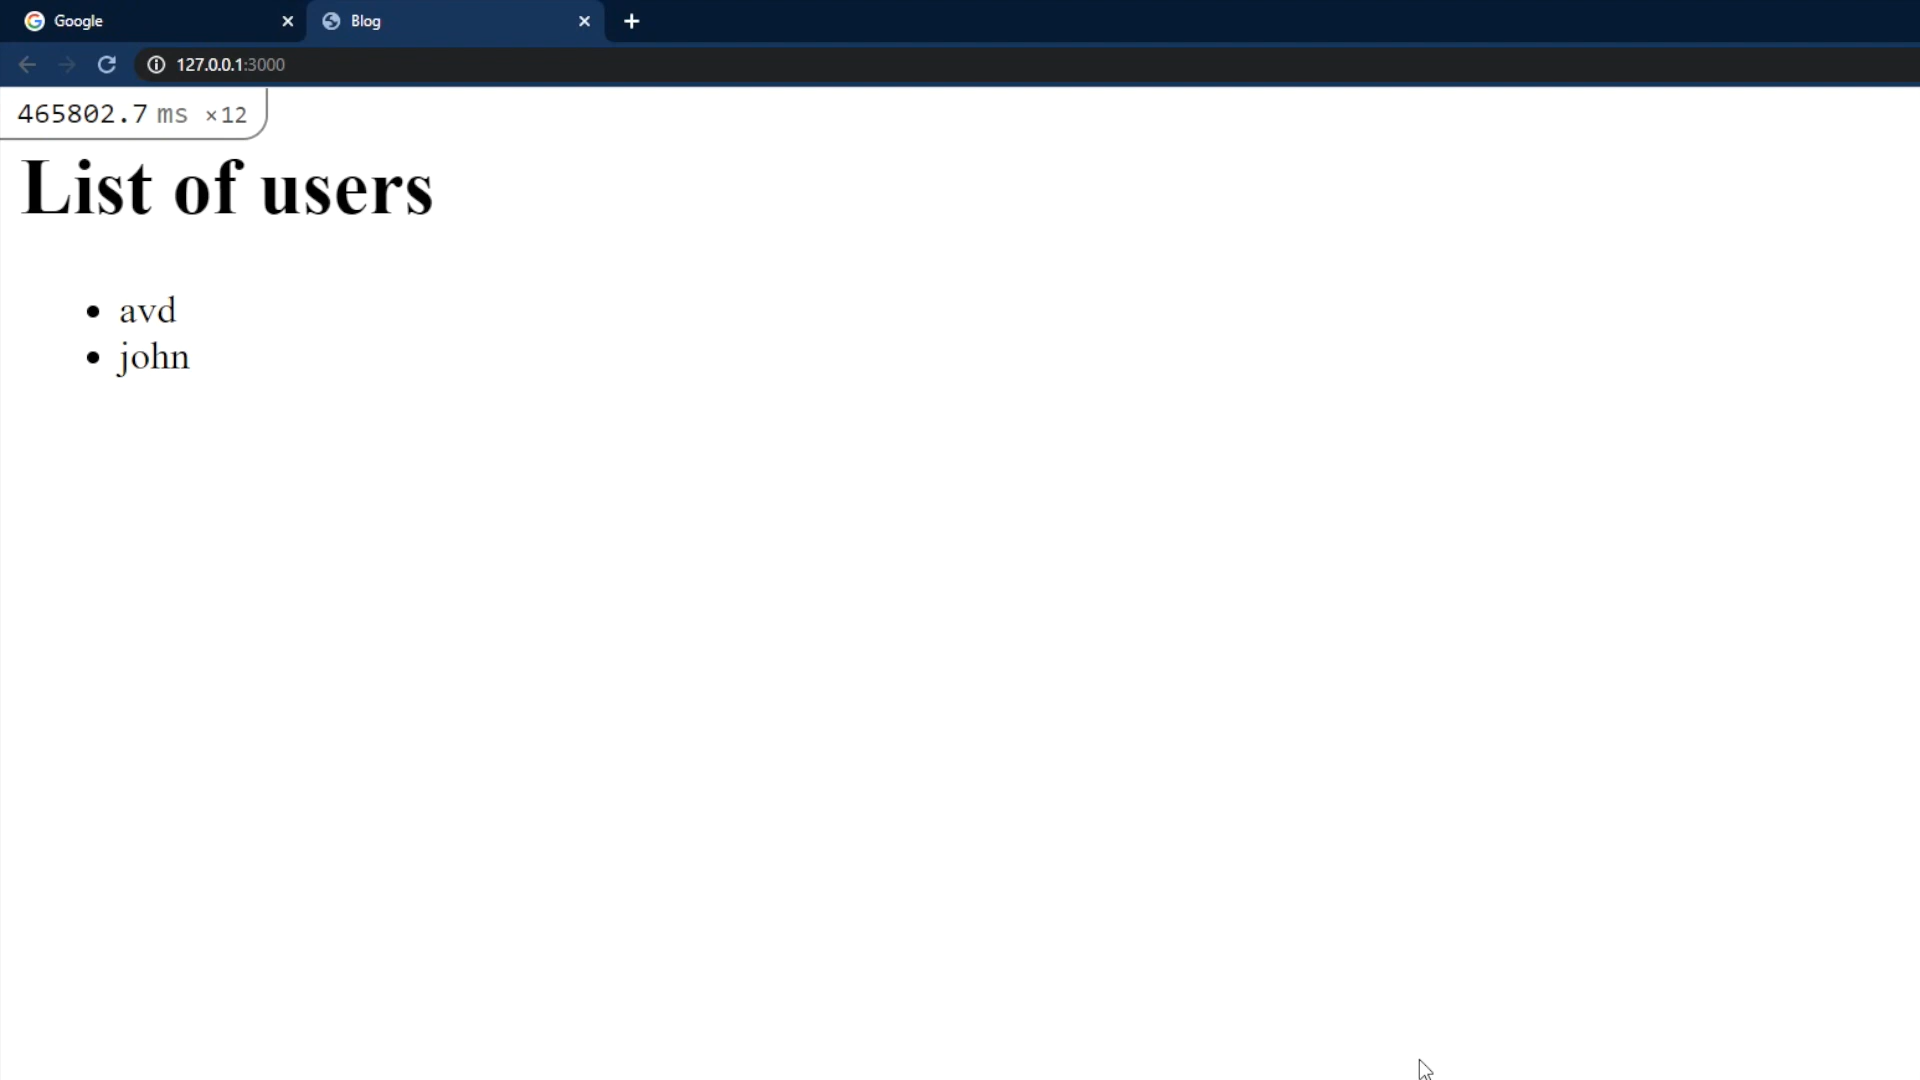 Google
Blog
127.0.0.1:3000
465802.7 ms ×12
List of users
avd
john